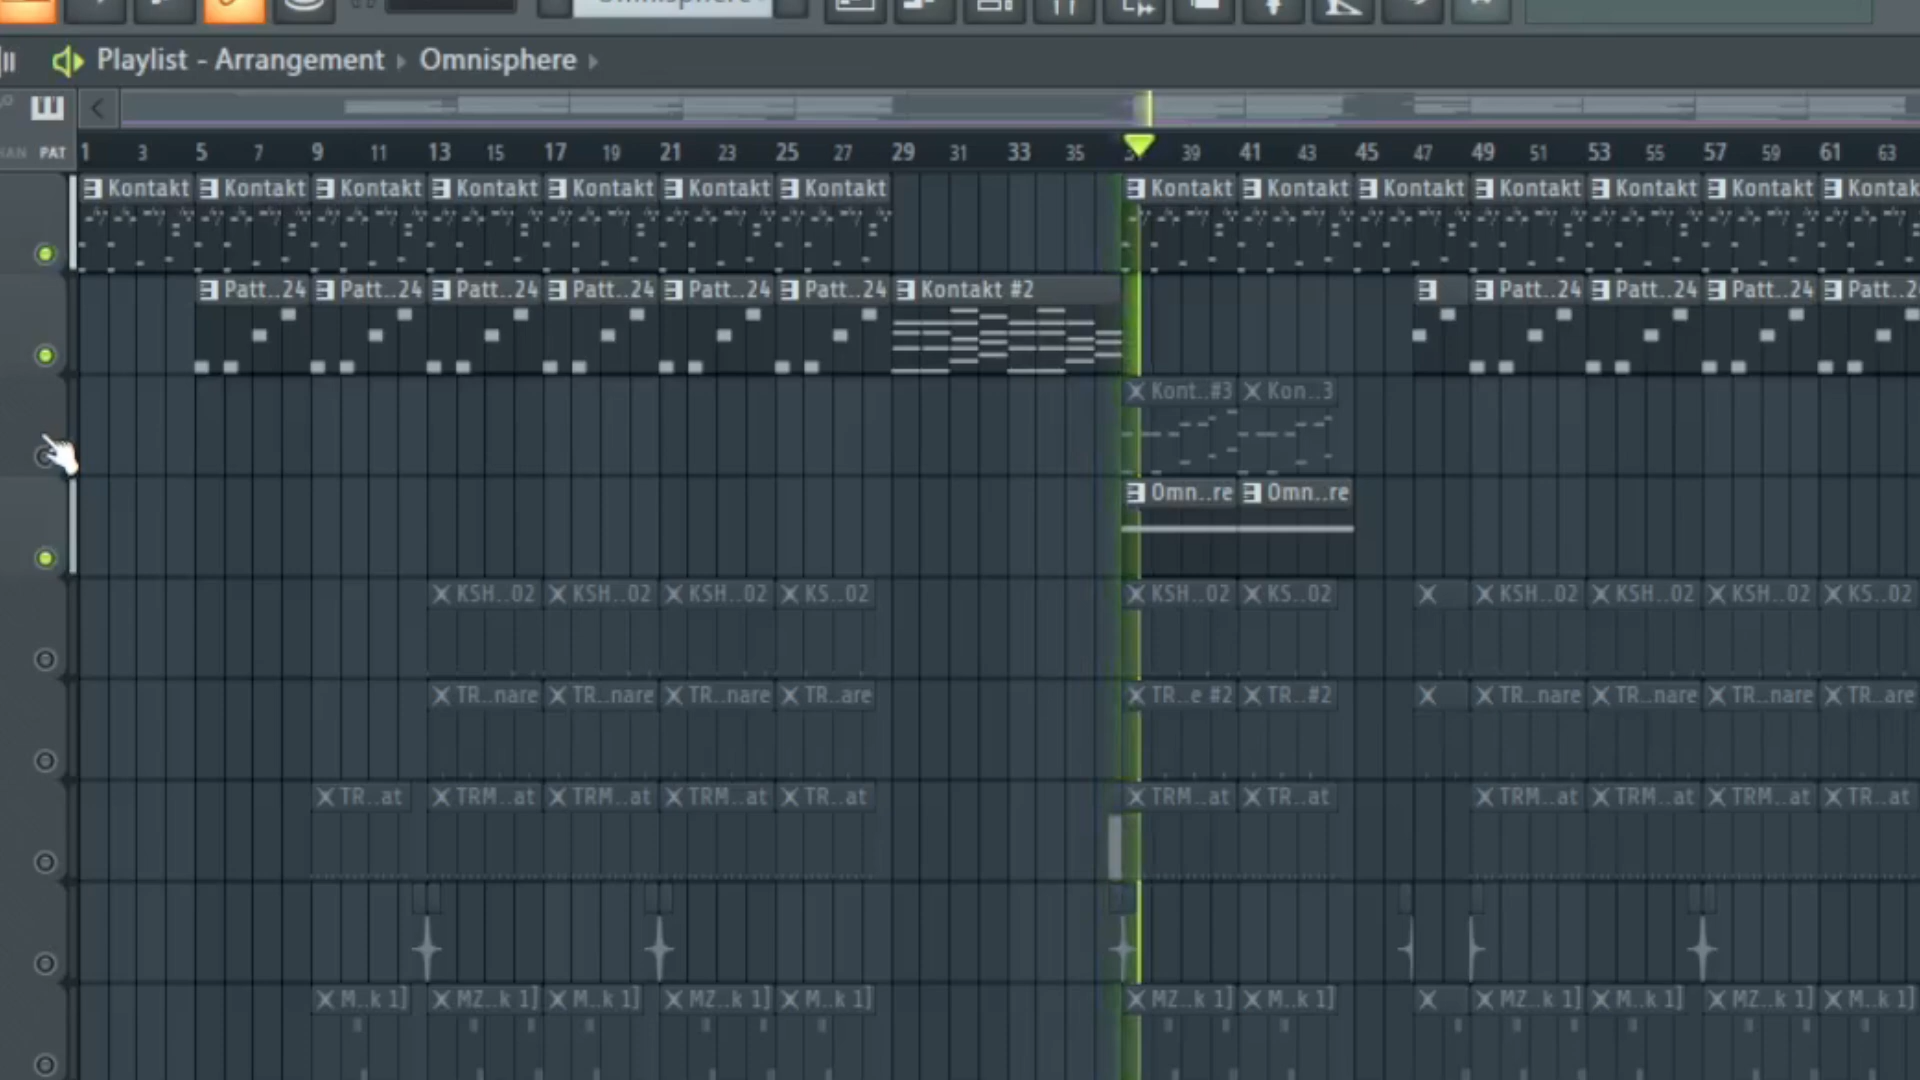 Omnisphere
Playlist - Arrangement Omnisphere
PAT 1 3 5 7 9 11 13 15 17 19 21 23 25 27 29 31 33 35 39 41 43 45 47 49 51 53 55 57 59 61 63
Kontakt Kontakt Kontakt Kontakt Kontakt Kontakt Kontakt Kontakt Kontakt Kontakt Kontakt Kontakt Kontakt Kontak
Patt..24 Patt..24 Patt..24 Patt..24 Patt..24 Patt..24 Kontakt #2 Patt..24 Patt..24 Patt..24 Patt..2
Kont..#3 Kon..3
Omn..re Omn..re
KSH..02 KSH..02 KSH..02 KS..02 KSH..02 KS..02 KSH..02 KSH..02 KSH..02 KS..02
TR..nare TR..nare TR..nare TR..are TR..e #2 TR..#2 TR..nare TR..nare TR..nare TR..are
TR..at TRM..at TRM..at TRM..at TR..at TRM..at TR..at TRM..at TRM..at TRM..at TR..at
M..k 1] MZ..k 1] M..k 1] MZ..k 1] M..k 1] MZ..k 1] M..k 1] MZ..k 1] M..k 1] MZ..k 1] M..k 1]